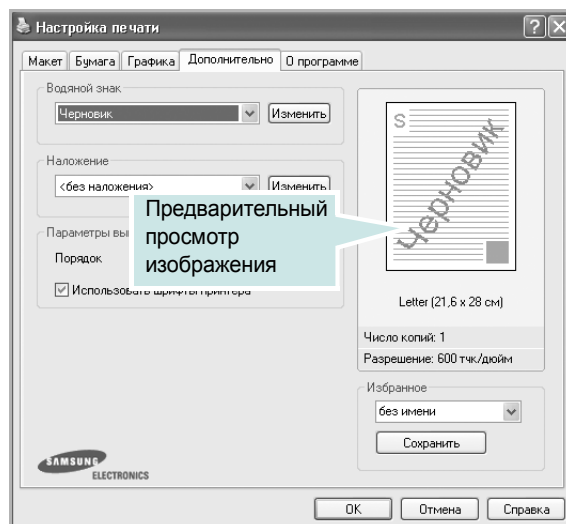 Настройка печати
Макет Бумага Графика Дополнительно О программе
Водяной знак
Черновик Изменить
Наложение
<без наложения> Изменить
Предварительный
просмотр
изображения
Параметры вы
Порядок
Использовать шрифты принтера
S
Черновик
Letter (21,6 x 28 см)
Число копий: 1
Разрешение: 600 тчк/дюйм
Избранное
без имени
Сохранить
SAMSUNG
ELECTRONICS
OK Отмена Справка